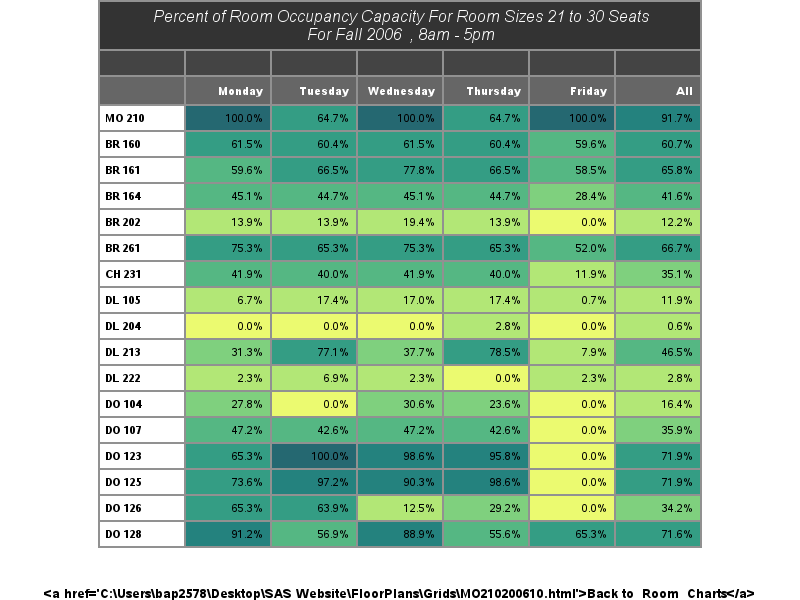 Percent of Room Occupancy Capacity For Room Sizes 21 to 30 Seats
For Fall 2006 , 8am - 5pm
Monday Tuesday Wednesday Thursday Friday All
MO 210 100.0% 64.7% 100.0% 64.7% 100.0% 91.7%
BR 160 61.5% 60.4% 61.5% 60.4% 59.6% 60.7%
BR 161 59.6% 66.5% 77.8% 66.5% 58.5% 65.8%
BR 164 45.1% 44.7% 45.1% 44.7% 28.4% 41.6%
BR 202 13.9% 13.9% 19.4% 13.9% 0.0% 12.2%
BR 261 75.3% 65.3% 75.3% 65.3% 52.0% 66.7%
CH 231 41.9% 40.0% 41.9% 40.0% 11.9% 35.1%
DL 105 6.7% 17.4% 17.0% 17.4% 0.7% 11.9%
DL 204 0.0% 0.0% 0.0% 2.8% 0.0% 0.6%
DL 213 31.3% 77.1% 37.7% 78.5% 7.9% 46.5%
DL 222 2.3% 6.9% 2.3% 0.0% 2.3% 2.8%
DO 104 27.8% 0.0% 30.6% 23.6% 0.0% 16.4%
DO 107 47.2% 42.6% 47.2% 42.6% 0.0% 35.9%
DO 123 65.3% 100.0% 98.6% 95.8% 0.0% 71.9%
DO 125 73.6% 97.2% 90.3% 98.6% 0.0% 71.9%
DO 126 65.3% 63.9% 12.5% 29.2% 0.0% 34.2%
DO 128 91.2% 56.9% 88.9% 55.6% 65.3% 71.6%
<a href='C:\Users\bap2578\Desktop\SAS Website\FloorPlans\Grids\MO210200610.html'>Back to Room Charts</a>